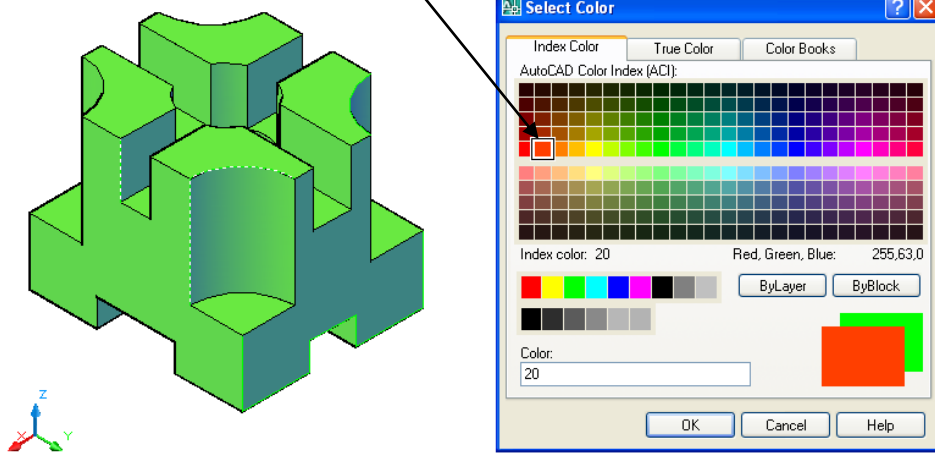 Select Color
Index Color True Color Color Books
AutoCAD Color Index (ACI):
Index color: 20 Red, Green, Blue: 255,63,0
ByLayer ByBlock
Color:
20
OK Cancel Help
Z
X Y